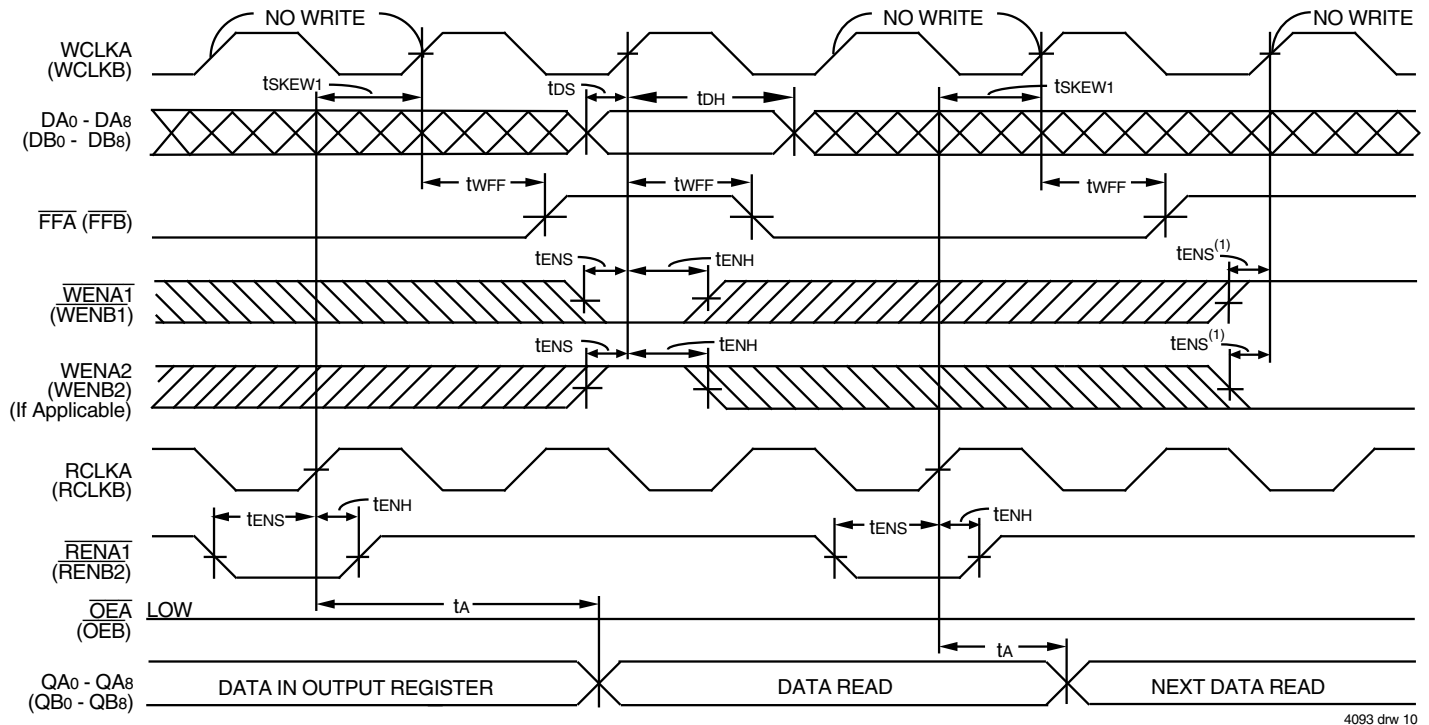 NO WRITE NO WRITE NO WRITE
WCLKA
(WCLKB)
tSKEW1 tDS tDH tSKEW1
DA0 - DA8
(DB0 - DB8)
tWFF tWFF tWFF
FFA (FFB)
tENS tENH tENS(1)
WENA1
(WENB1)
tENS tENH tENS(1)
WENA2
(WENB2)
(If Applicable)
RCLKA
(RCLKB)
tENS tENH tENS tENH
RENA1
(RENB2)
OEA LOW
(OEB)
tA
tA
QA0 - QA8
(QB0 - QB8)
DATA IN OUTPUT REGISTER DATA READ NEXT DATA READ
4093 drw 10